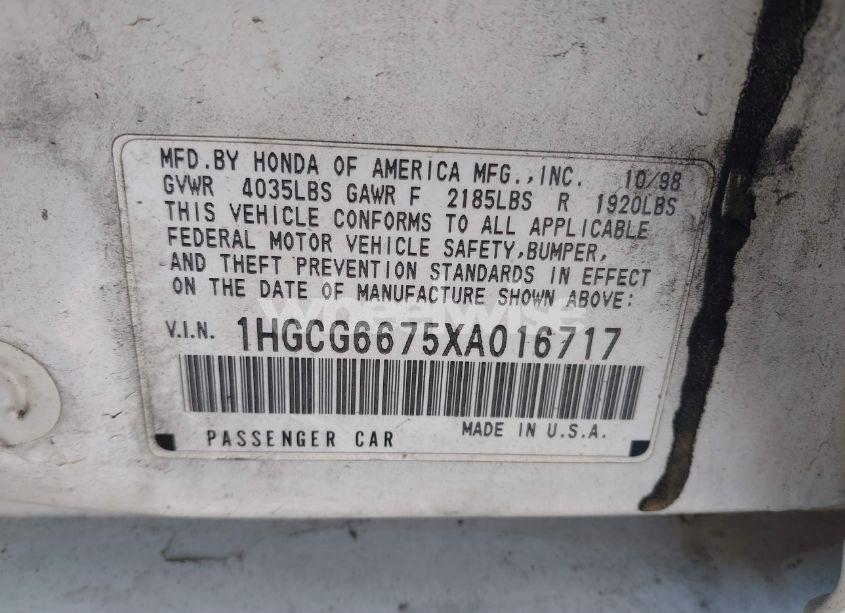 MFD.BY HONDA OF AMERICA MFG.,INC. 10/98
GVWR 4035LBS GAWR F 2185LBS R 1920LBS
THIS VEHICLE CONFORMS TO ALL APPLICABLE
FEDERAL MOTOR VEHICLE SAFETY,BUMPER,
AND THEFT PREVENTION STANDARDS IN EFFECT
ON THE DATE OF MANUFACTURE SHOWN ABOVE:
wheelwise
V.I.N. 1HGCG6675XA016717
PASSENGER CAR MADE IN U.S.A.